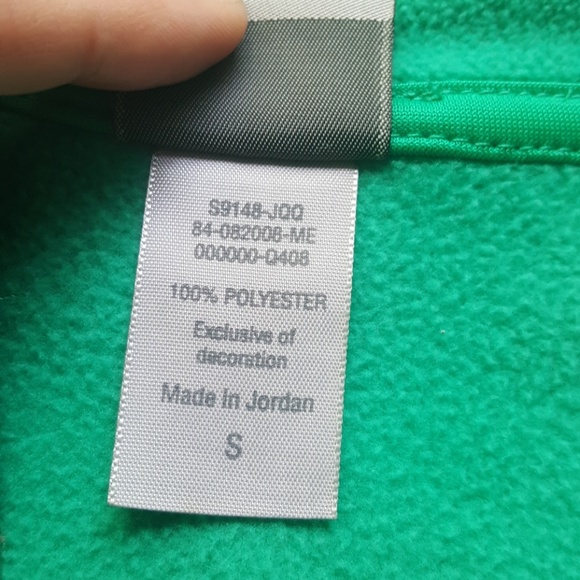 S9148-JQQ
84-082008-ME
000000-Q408
100% POLYESTER
Exclusive of
decoration
Made in Jordan
S